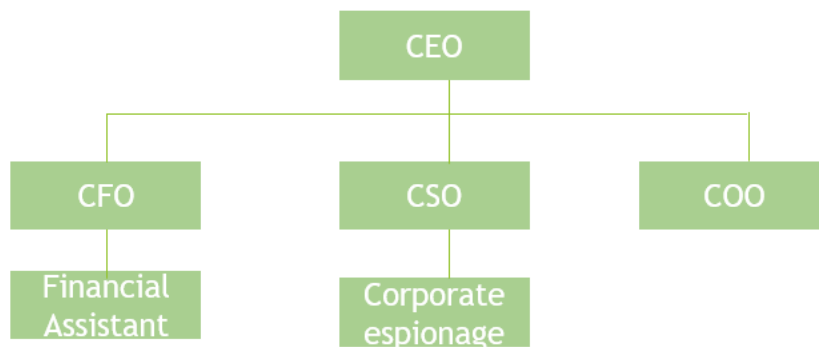 CEO
CFO
CSO
COO
Financial
Assistant
Corporate
espionage